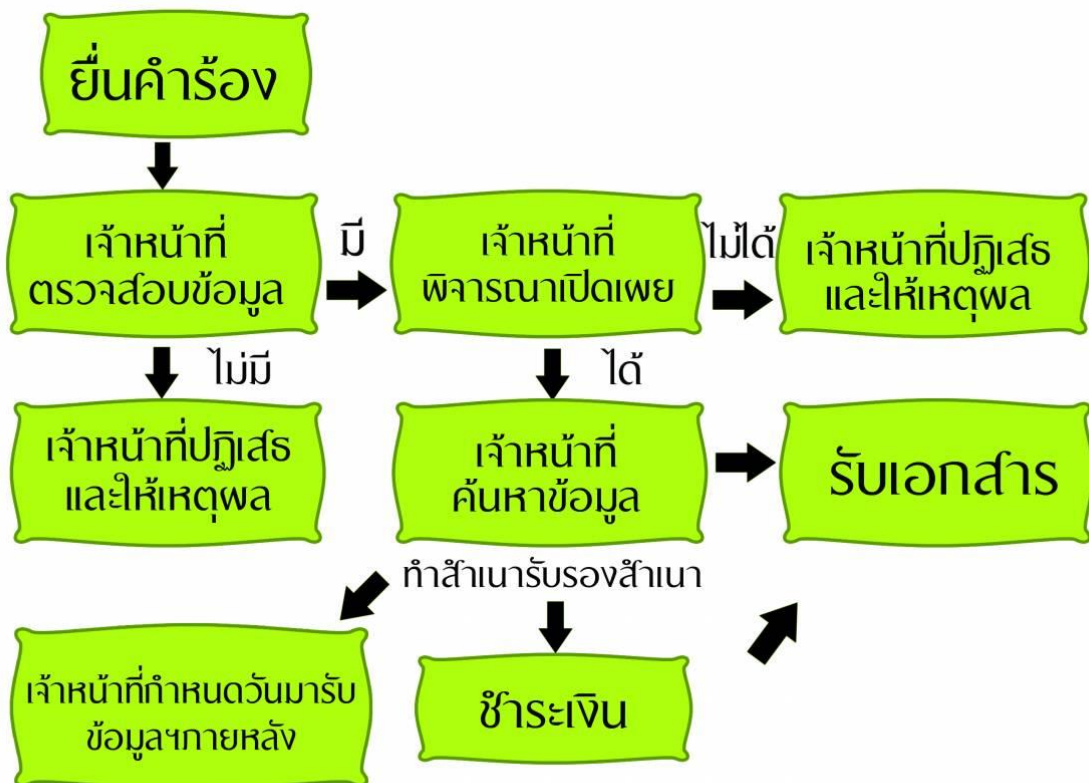 ยื่นคำร้อง
เจ้าหน้าที่
ตรวจสอบข้อมูล
มี
เจ้าหน้าที่
พิจารณาเปิดเผย
ไม่ได้
เจ้าหน้าที่ปฏิเสธ
และให้เหตุผล
ไม่มี
ได้
เจ้าหน้าที่ปฏิเสธ
และให้เหตุผล
เจ้าหน้าที่
ค้นหาข้อมูล
รับเอกสาร
ทำสำเนารับรองสำเนา
เจ้าหน้าที่กำหนดวันมารับ
ข้อมูลฯภายหลัง
ชำระเงิน